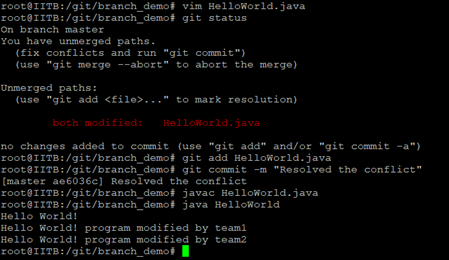 root@IITB:/git/branch_demo# vim HelloWorld.java
root@IITB:/git/branch_demo# git status
On branch master
You have unmerged paths.
  (fix conflicts and run "git commit")
  (use "git merge --abort" to abort the merge)

Unmerged paths:
  (use "git add <file>..." to mark resolution)

        both modified:   HelloWorld.java

no changes added to commit (use "git add" and/or "git commit -a")
root@IITB:/git/branch_demo# git add HelloWorld.java
root@IITB:/git/branch_demo# git commit -m "Resolved the conflict"
[master ae6036c] Resolved the conflict
root@IITB:/git/branch_demo# javac HelloWorld.java
root@IITB:/git/branch_demo# java HelloWorld
Hello World!
Hello World! program modified by team1
Hello World! program modified by team2
root@IITB:/git/branch_demo#